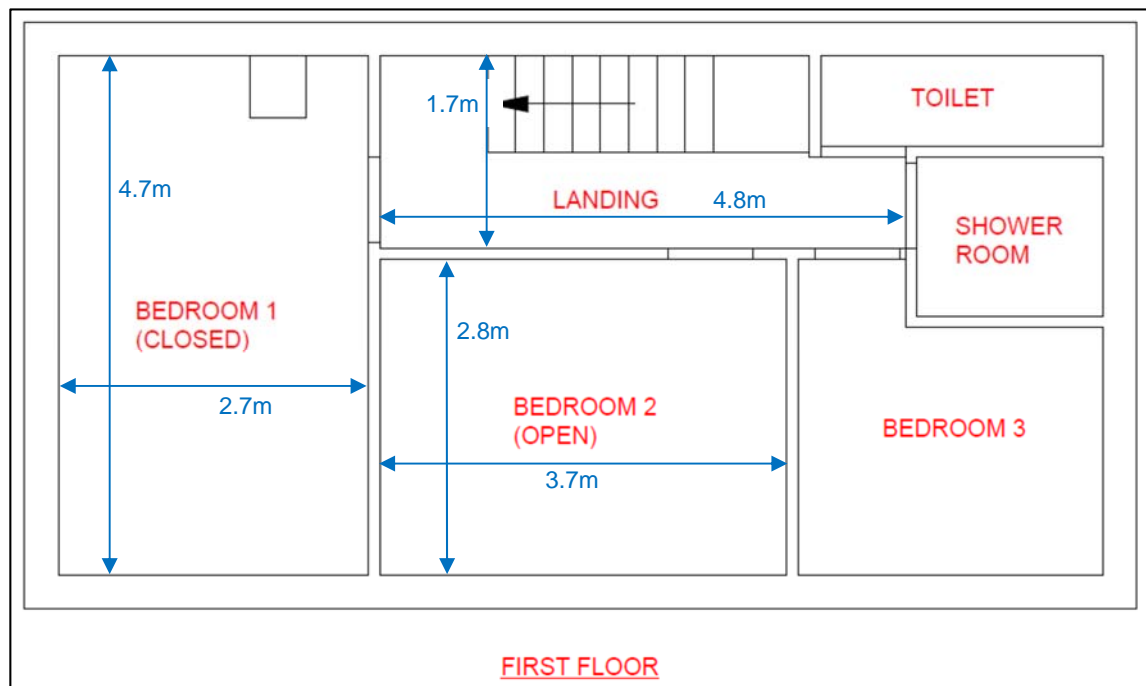 1.7m
TOILET
4.7m
LANDING
4.8m
SHOWER
ROOM
BEDROOM 1
(CLOSED)
2.8m
2.7m
BEDROOM 2
(OPEN)
BEDROOM 3
3.7m
FIRST FLOOR